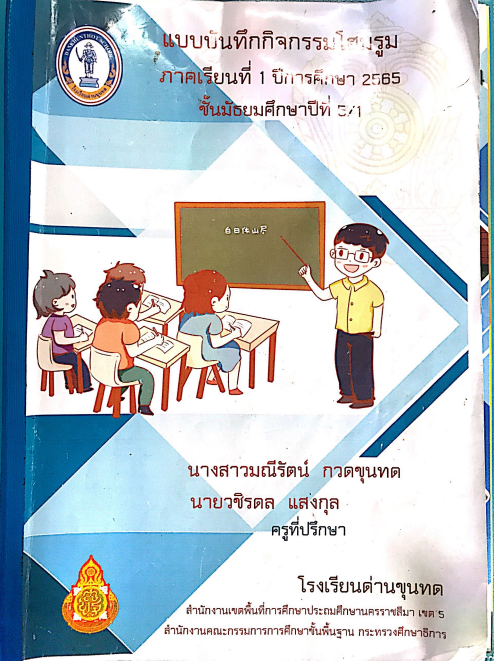 แบบบันทึกกิจกรรมโฮมรูม
ภาคเรียนที่ 1 ปีการศึกษา 2565
ชั้นมัธยมศึกษาปีที่ 3/1
白日依山尽
นางสาวมณีรัตน์ กวดขุนทด
นายวชิรดล แสงกุล
ครูที่ปรึกษา
โรงเรียนด่านขุนทด
สำนักงานเขตพื้นที่การศึกษาประถมศึกษานครราชสีมา เขต 5
สำนักงานคณะกรรมการการศึกษาขั้นพื้นฐาน กระทรวงศึกษาธิการ